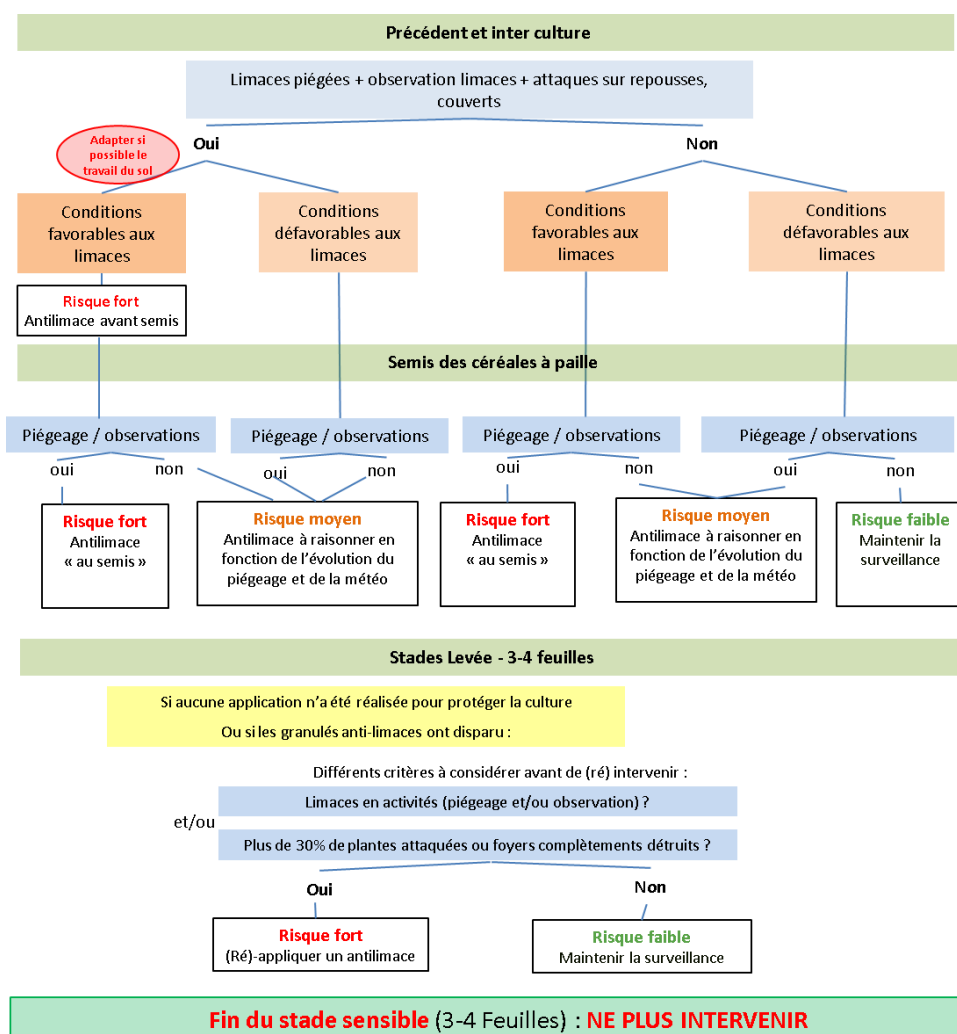 Précédent et inter culture
Limaces piégées + observation limaces + attaques sur repousses,
couverts
Adapter si
possible le
travail du sol
Oui
Non
Conditions
favorables aux
limaces
Conditions
défavorables aux
limaces
Conditions
favorables aux
limaces
Conditions
défavorables aux
limaces
Risque fort
Antilimace avant semis
Semis des céréales à paille
Piégeage / observations
Piégeage / observations
Piégeage / observations
Piégeage / observations
oui
non
oui
non
oui
non
oui
non
Risque fort
Antilimace
« au semis »
Risque moyen
Antilimace à raisonner en
fonction de l'évolution du
piégeage et de la météo
Risque fort
Antilimace
« au semis »
Risque moyen
Antilimace à raisonner en
fonction de l'évolution du
piégeage et de la météo
Risque faible
Maintenir la
surveillance
Stades Levée - 3-4 feuilles
Si aucune application n'a été réalisée pour protéger la culture
Ou si les granulés anti-limaces ont disparu :
Différents critères à considérer avant de (ré) intervenir :
Limaces en activités (piégeage et/ou observation) ?
et/ou
Plus de 30% de plantes attaquées ou foyers complètements détruits ?
Oui
Non
Risque fort
(Ré)-appliquer un antilimace
Risque faible
Maintenir la surveillance
Fin du stade sensible (3-4 Feuilles) : NE PLUS INTERVENIR